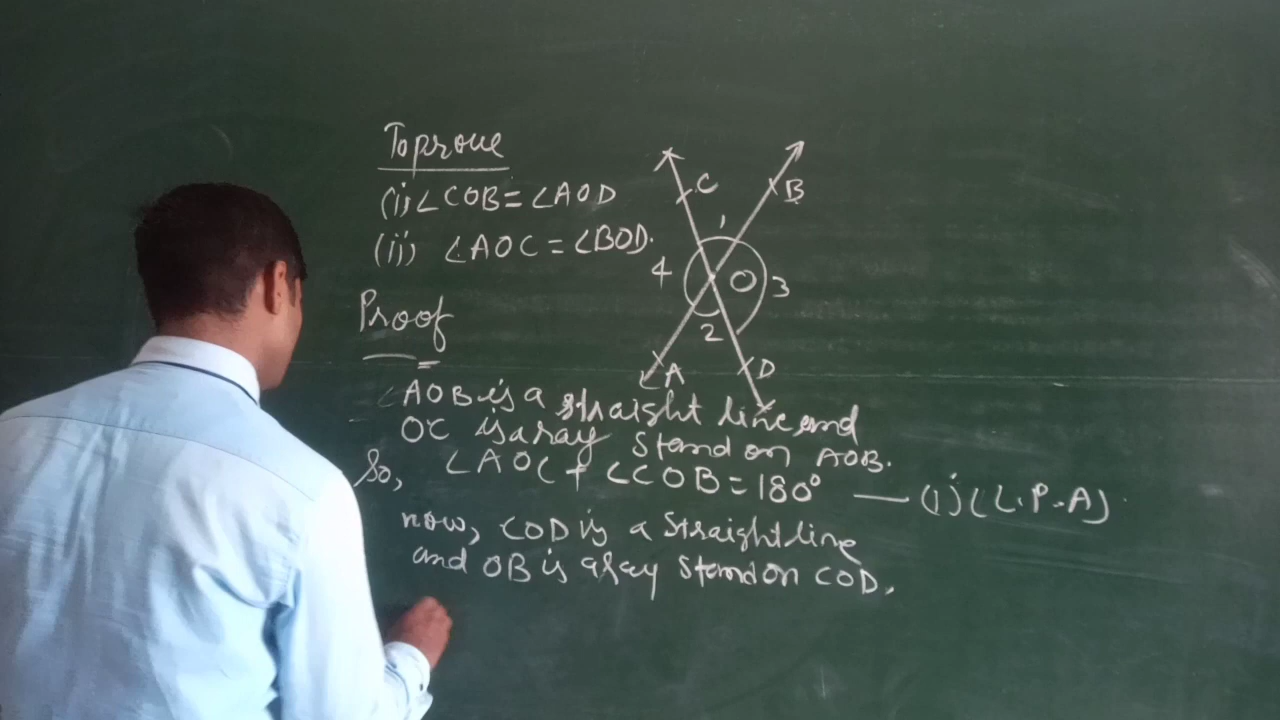 To prove
(i) ∠COB = ∠AOD
(ii) ∠AOC = ∠BOD.
C
B
1
4
O
3
2
A
D
Proof
∠AOB is a straight line and
OC is a ray stand on AOB.
So, ∠AOC + ∠COB = 180° — (i) (L.P.A)
now, COD is a straight line
and OB is a ray stand on COD.